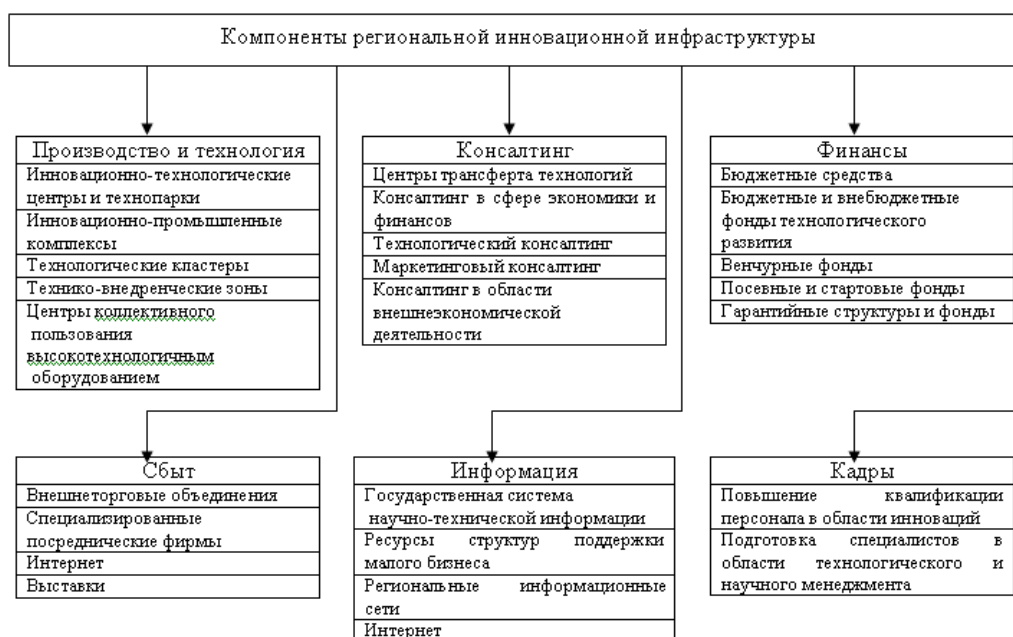 Компоненты региональной инновационной инфраструктуры
Производство и технология
Инновационно-технологические
центры и технопарки
Инновационно-промышленные
комплексы
Технологические кластеры
Технико-внедренческие зоны
Центры коллективного
пользования
высокотехнологичным
оборудованием
Консалтинг
Центры трансферта технологий
Консалтинг в сфере экономики и
финансов
Технологический консалтинг
Маркетинговый консалтинг
Консалтинг в области
внешнеэкономической
деятельности
Финансы
Бюджетные средства
Бюджетные и внебюджетные
фонды технологического
развития
Венчурные фонды
Посевные и стартовые фонды
Гарантийные структуры и фонды
Сбыт
Внешнеторговые объединения
Специализированные
посреднические фирмы
Интернет
Выставки
Информация
Государственная система
научно-технической информации
Ресурсы структур поддержки
малого бизнеса
Региональные информационные
сети
Интернет
Кадры
Повышение квалификации
персонала в области инноваций
Подготовка специалистов в
области технологического и
научного менеджмента